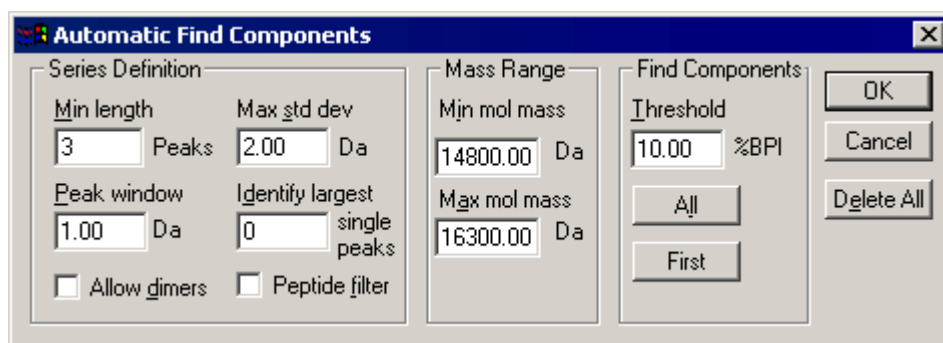 Automatic Find Components
Series Definition
Min length
3 Peaks
Max std dev
2.00 Da
Peak window
1.00 Da
Identify largest
0 single
peaks
Allow dimers
Peptide filter
Mass Range
Min mol mass
14800.00 Da
Max mol mass
16300.00 Da
Find Components
Threshold
10.00 %BPI
All
First
OK
Cancel
Delete All